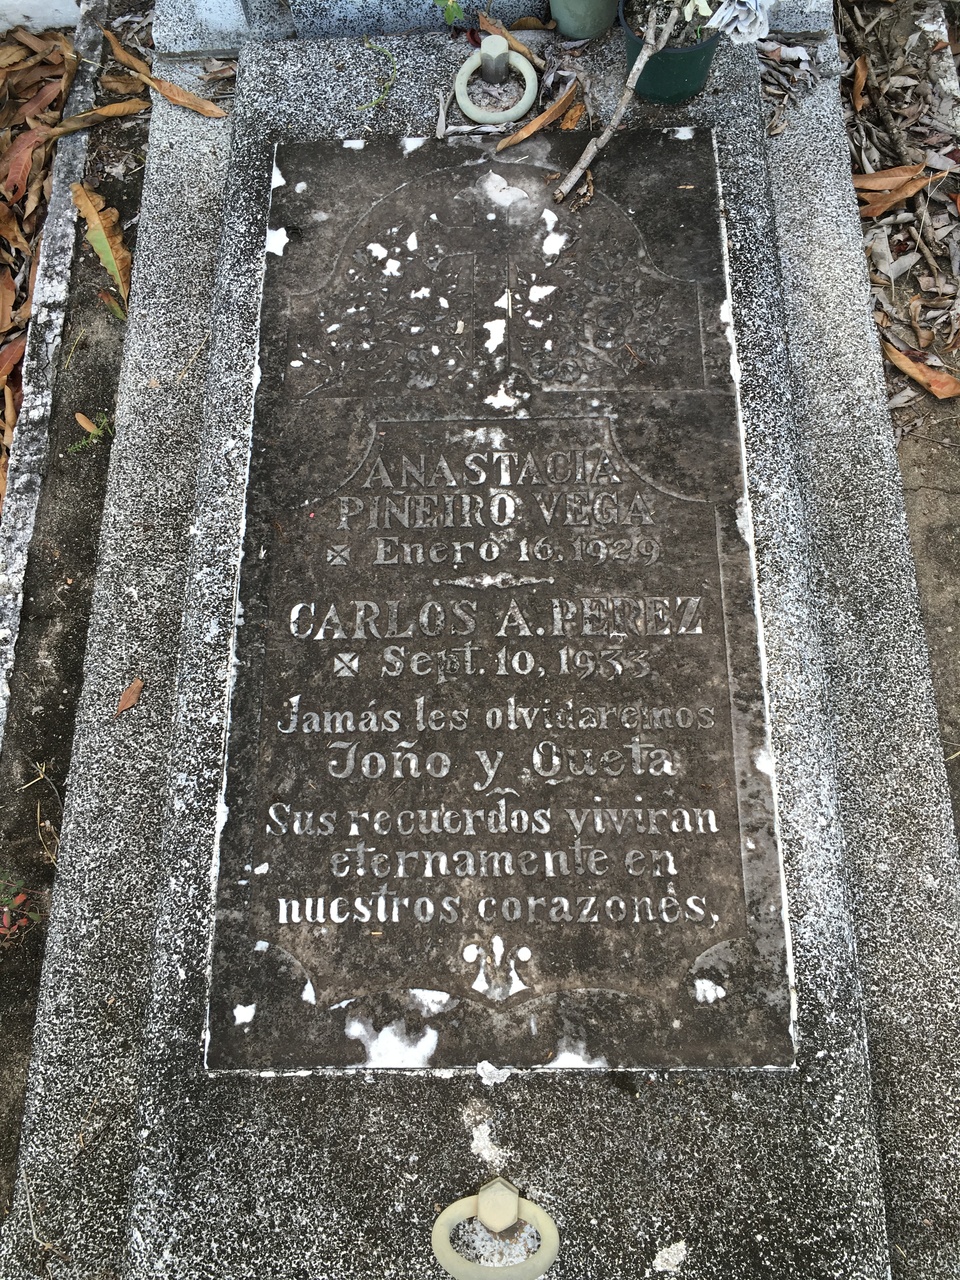 ANASTACIA
PIÑEIRO VEGA
✠ Enero 16, 1929
CARLOS A. PEREZ
✠ Sept. 10, 1933
Jamás les olvidaremos
Toño y Queta
Sus recuerdos vivirán
eternamente en
nuestros corazones,